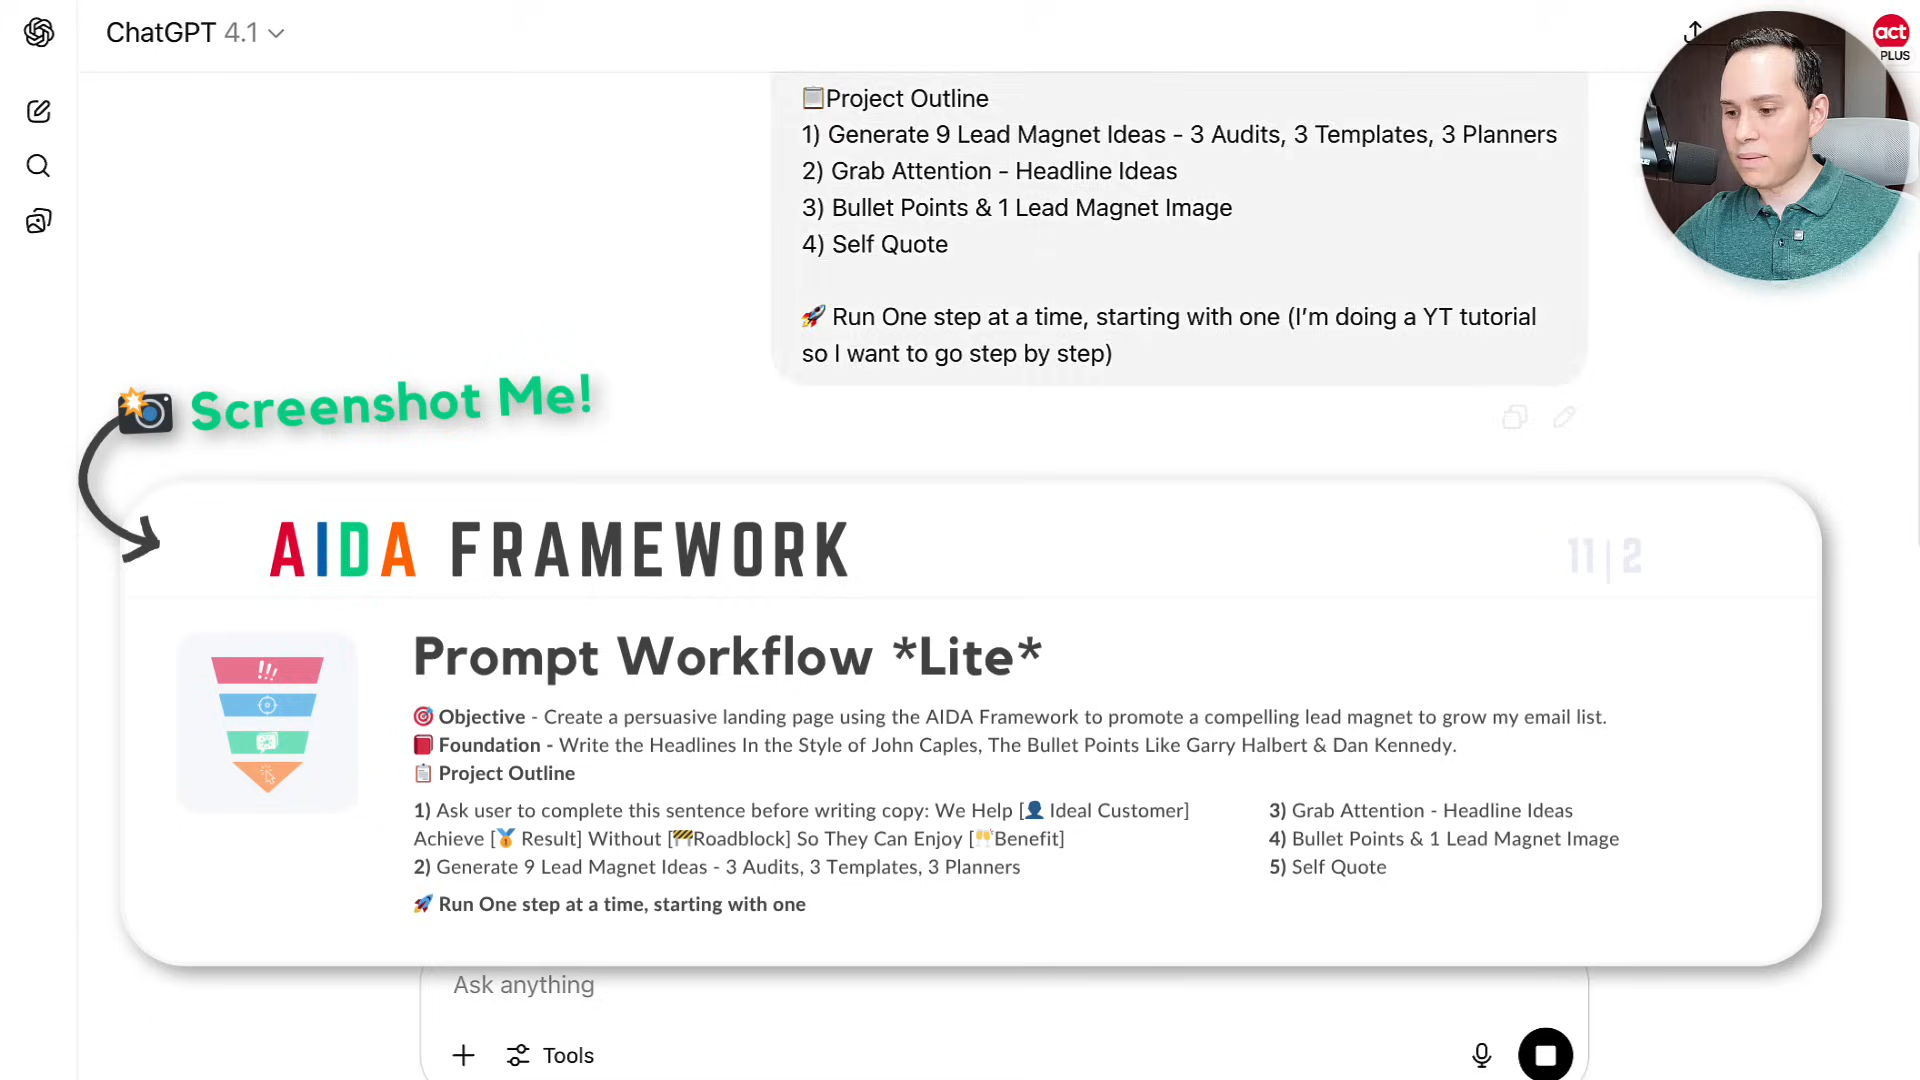 ChatGPT 4.1
act
PLUS
📋Project Outline
1) Generate 9 Lead Magnet Ideas - 3 Audits, 3 Templates, 3 Planners
2) Grab Attention - Headline Ideas
3) Bullet Points & 1 Lead Magnet Image
4) Self Quote
🚀 Run One step at a time, starting with one (I'm doing a YT tutorial
so I want to go step by step)
📸 Screenshot Me!
AIDA FRAMEWORK
11|2
!!!
Prompt Workflow *Lite*
🎯 Objective - Create a persuasive landing page using the AIDA Framework to promote a compelling lead magnet to grow my email list.
📕 Foundation - Write the Headlines In the Style of John Caples, The Bullet Points Like Garry Halbert & Dan Kennedy.
📋 Project Outline
1) Ask user to complete this sentence before writing copy: We Help [👤 Ideal Customer]
Achieve [🥇 Result] Without [🚧Roadblock] So They Can Enjoy [🙌Benefit]
2) Generate 9 Lead Magnet Ideas - 3 Audits, 3 Templates, 3 Planners
3) Grab Attention - Headline Ideas
4) Bullet Points & 1 Lead Magnet Image
5) Self Quote
🚀 Run One step at a time, starting with one
Ask anything
Tools